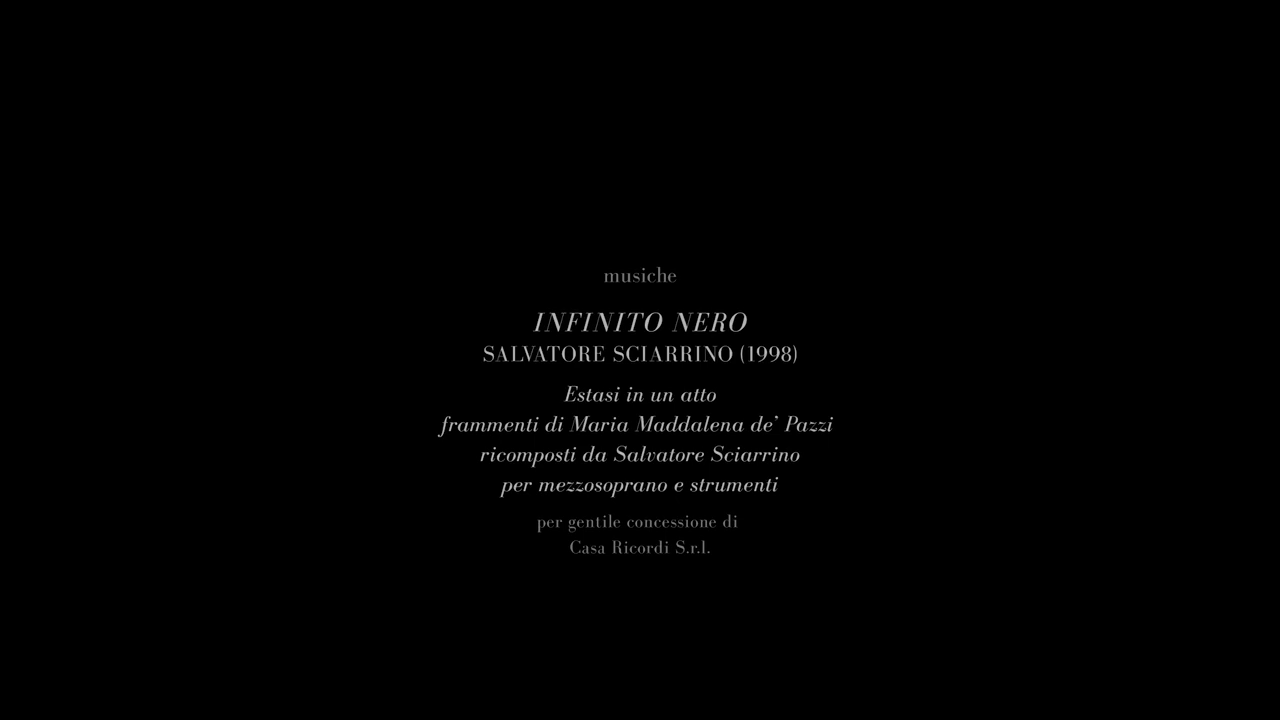 musiche
INFINITO NERO
SALVATORE SCIARRINO (1998)
Estasi in un atto
frammenti di Maria Maddalena de’ Pazzi
ricomposti da Salvatore Sciarrino
per mezzosoprano e strumenti
per gentile concessione di
Casa Ricordi S.r.l.